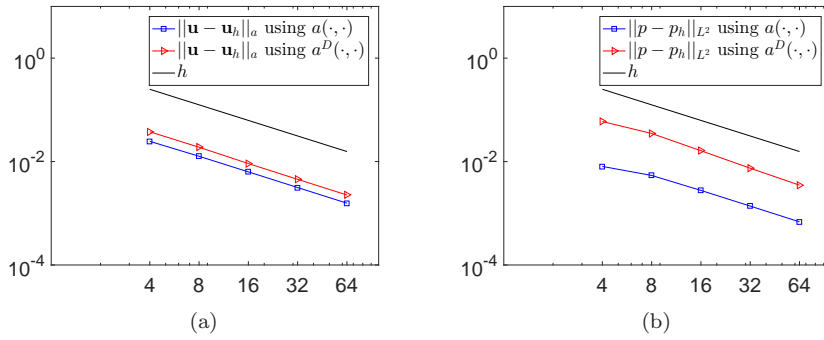 ||u − u_h||_a using a(·, ·)
||u − u_h||_a using a^D(·, ·)
h
10^0
10^-2
10^-4
4 8 16 32 64
(a)
||p − p_h||_{L^2} using a(·, ·)
||p − p_h||_{L^2} using a^D(·, ·)
h
10^0
10^-2
10^-4
4 8 16 32 64
(b)